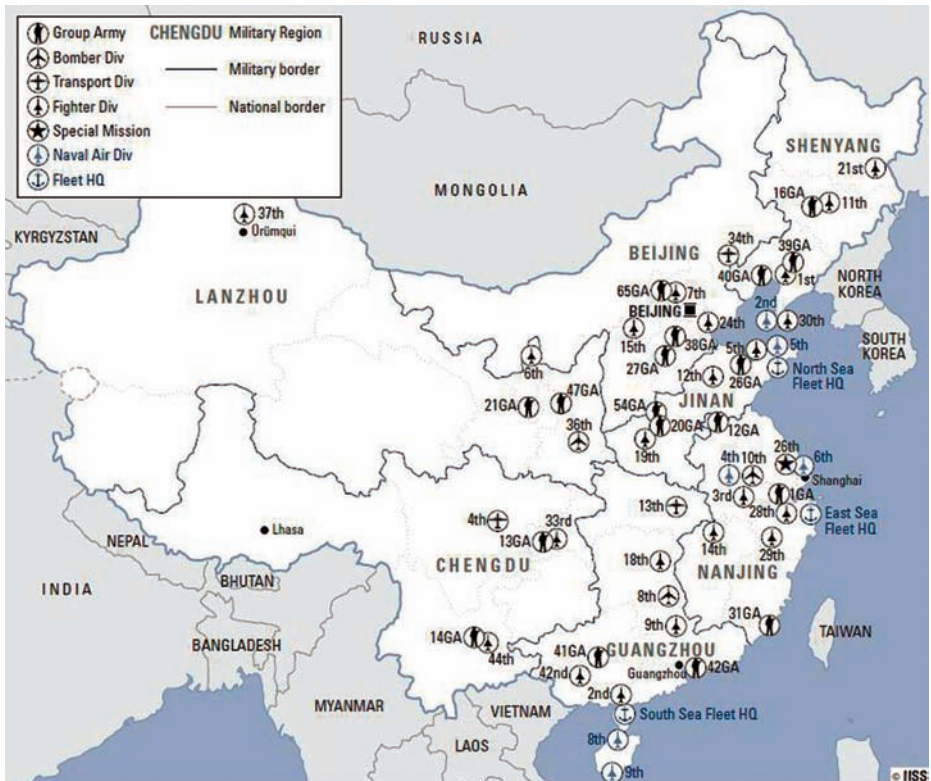 Group Army
CHENGDU Military Region
Bomber Div
Transport Div
Military border
Fighter Div
National border
Special Mission
Naval Air Div
Fleet HQ
RUSSIA
MONGOLIA
KYRGYZSTAN
37th
Ürümqui
LANZHOU
SHENYANG
21st
16GA
11th
BEIJING
34th
39GA
40GA
1st
NORTH
KOREA
65GA
7th
BEIJING
2nd
30th
24th
15th
38GA
SOUTH
KOREA
5th
5th
27GA
6th
12th
26GA
North Sea
Fleet HQ
47GA
21GA
JINAN
54GA
20GA
12GA
36th
19th
26th
4th
10th
6th
Shanghai
3rd
1GA
13th
28th
East Sea
Fleet HQ
4th
33rd
13GA
14th
29th
Lhasa
NEPAL
CHENGDU
18th
NANJING
INDIA
BHUTAN
8th
BANGLADESH
9th
31GA
TAIWAN
14GA
44th
41GA
GUANGZHOU
Guangzhou
42GA
42nd
2nd
MYANMAR
VIETNAM
South Sea Fleet HQ
LAOS
8th
9th
© IISS